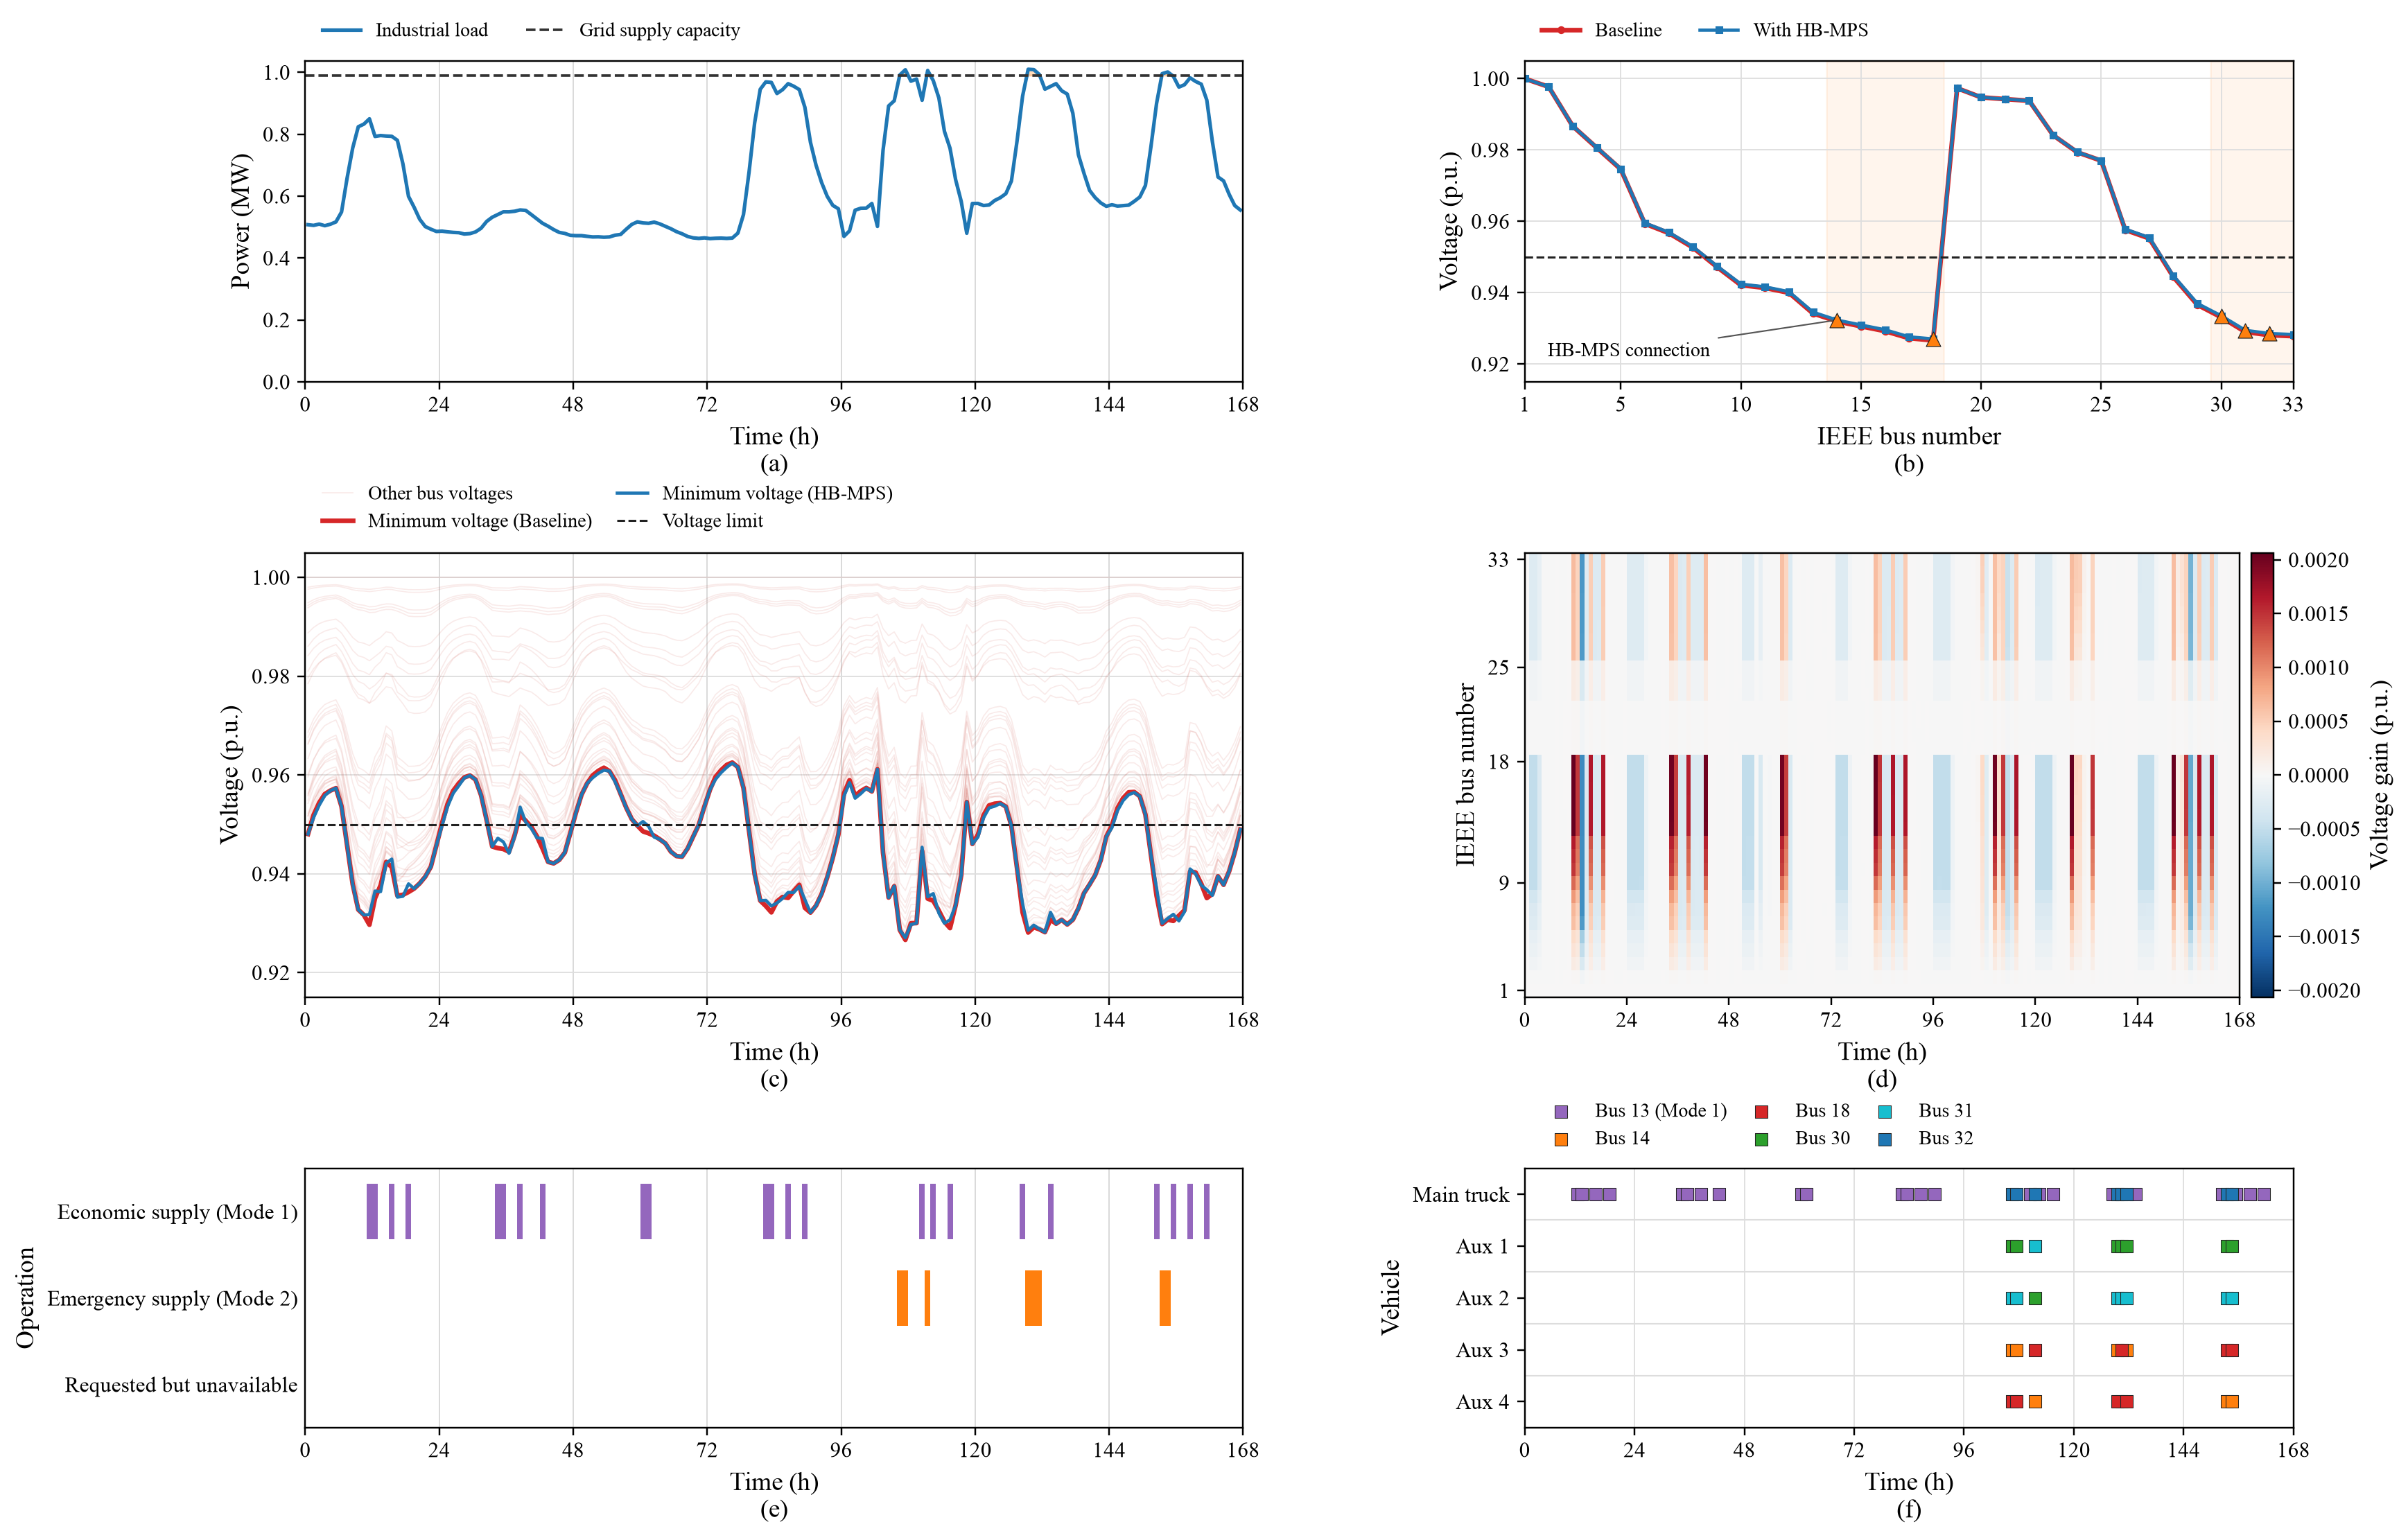 Industrial load
Grid supply capacity
1.0
0.8
0.6
0.4
0.2
0.0
Power (MW)
0 24 48 72 96 120 144 168
Time (h)
(a)
Baseline
With HB-MPS
1.00
0.98
0.96
0.94
0.92
Voltage (p.u.)
HB-MPS connection
1 5 10 15 20 25 30 33
IEEE bus number
(b)
Other bus voltages
Minimum voltage (Baseline)
Minimum voltage (HB-MPS)
Voltage limit
1.00
0.98
0.96
0.94
0.92
Voltage (p.u.)
0 24 48 72 96 120 144 168
Time (h)
(c)
33
25
18
9
1
IEEE bus number
0 24 48 72 96 120 144 168
Time (h)
(d)
0.0020
0.0015
0.0010
0.0005
0.0000
−0.0005
−0.0010
−0.0015
−0.0020
Voltage gain (p.u.)
Operation
Economic supply (Mode 1)
Emergency supply (Mode 2)
Requested but unavailable
0 24 48 72 96 120 144 168
Time (h)
(e)
Bus 13 (Mode 1)
Bus 14
Bus 18
Bus 30
Bus 31
Bus 32
Vehicle
Main truck
Aux 1
Aux 2
Aux 3
Aux 4
0 24 48 72 96 120 144 168
Time (h)
(f)